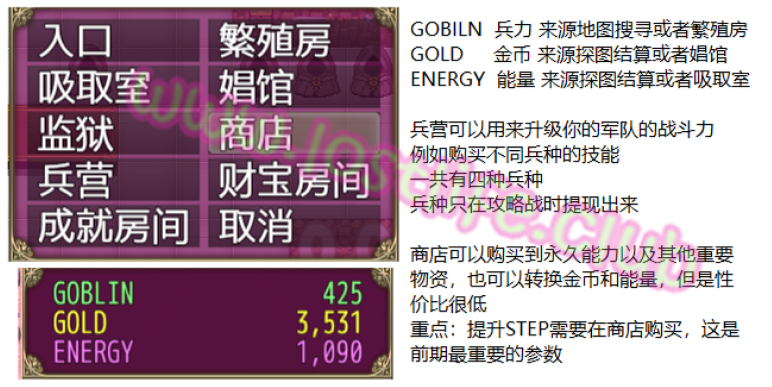 入口 繁殖房
吸取室 娼馆
监狱 商店
兵营 财宝房间
成就房间 取消
GOBLIN 425
GOLD 3,531
ENERGY 1,090
GOBILN 兵力 来源地图搜寻或者繁殖房
GOLD 金币 来源探图结算或者娼馆
ENERGY 能量 来源探图结算或者吸取室
兵营可以用来升级你的军队的战斗力
例如购买不同兵种的技能
一共有四种兵种
兵种只在攻略战时提现出来
商店可以购买到永久能力以及其他重要
物资，也可以转换金币和能量，但是性
价比很低
重点：提升STEP需要在商店购买，这是
前期最重要的参数
www.lostlife.club